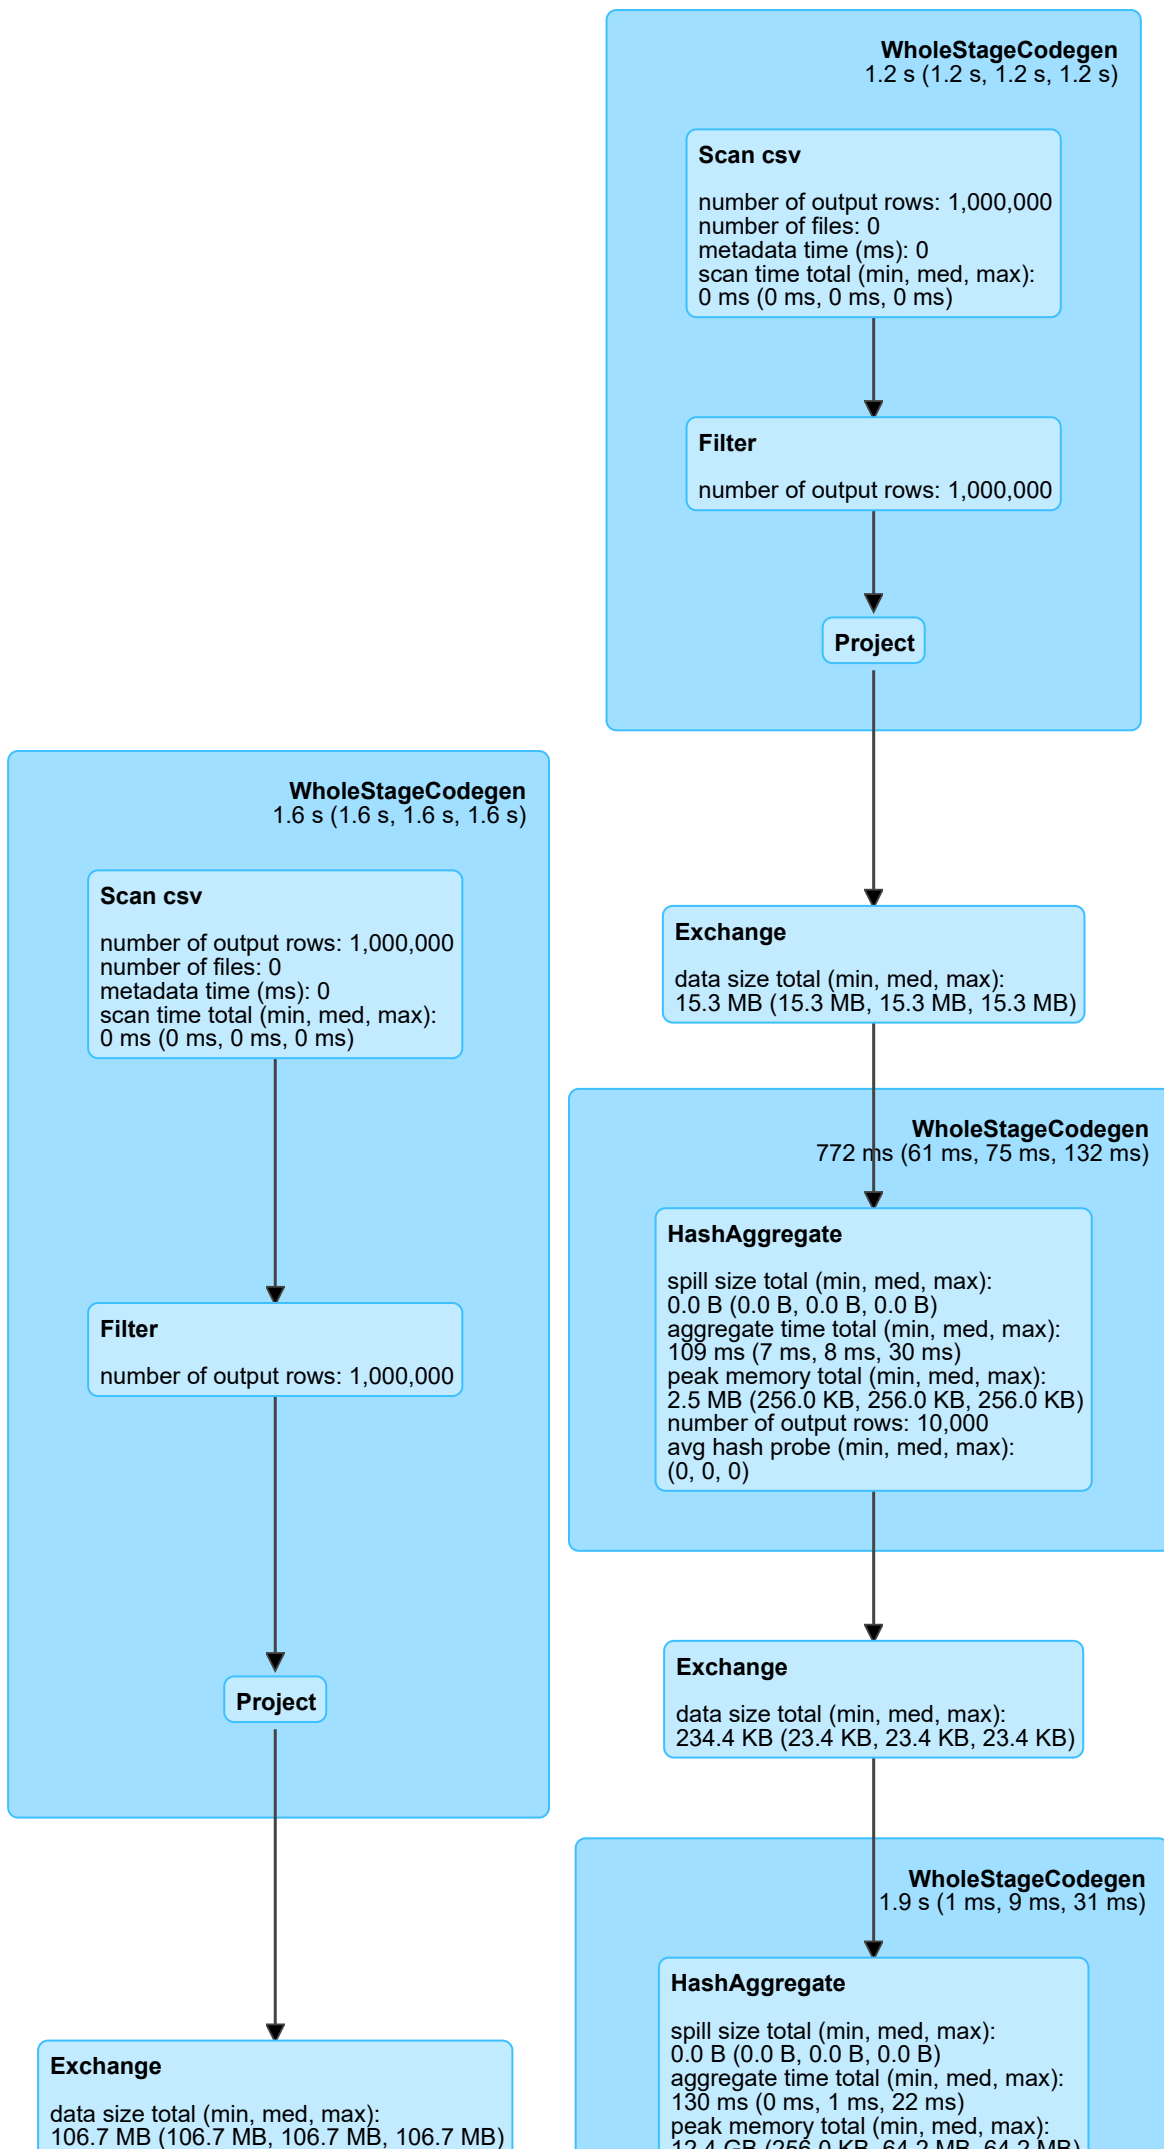 WholeStageCodegen
1.2 s (1.2 s, 1.2 s, 1.2 s)
Scan csv
number of output rows: 1,000,000
number of files: 0
metadata time (ms): 0
scan time total (min, med, max):
0 ms (0 ms, 0 ms, 0 ms)
Filter
number of output rows: 1,000,000
Project
WholeStageCodegen
1.6 s (1.6 s, 1.6 s, 1.6 s)
Scan csv
number of output rows: 1,000,000
number of files: 0
metadata time (ms): 0
scan time total (min, med, max):
0 ms (0 ms, 0 ms, 0 ms)
Filter
number of output rows: 1,000,000
Project
Exchange
data size total (min, med, max):
106.7 MB (106.7 MB, 106.7 MB, 106.7 MB)
Exchange
data size total (min, med, max):
15.3 MB (15.3 MB, 15.3 MB, 15.3 MB)
WholeStageCodegen
772 ms (61 ms, 75 ms, 132 ms)
HashAggregate
spill size total (min, med, max):
0.0 B (0.0 B, 0.0 B, 0.0 B)
aggregate time total (min, med, max):
109 ms (7 ms, 8 ms, 30 ms)
peak memory total (min, med, max):
2.5 MB (256.0 KB, 256.0 KB, 256.0 KB)
number of output rows: 10,000
avg hash probe (min, med, max):
(0, 0, 0)
Exchange
data size total (min, med, max):
234.4 KB (23.4 KB, 23.4 KB, 23.4 KB)
WholeStageCodegen
1.9 s (1 ms, 9 ms, 31 ms)
HashAggregate
spill size total (min, med, max):
0.0 B (0.0 B, 0.0 B, 0.0 B)
aggregate time total (min, med, max):
130 ms (0 ms, 1 ms, 22 ms)
peak memory total (min, med, max):
12.4 GB (256.0 KB, 64.2 MB, 64.2 MB)